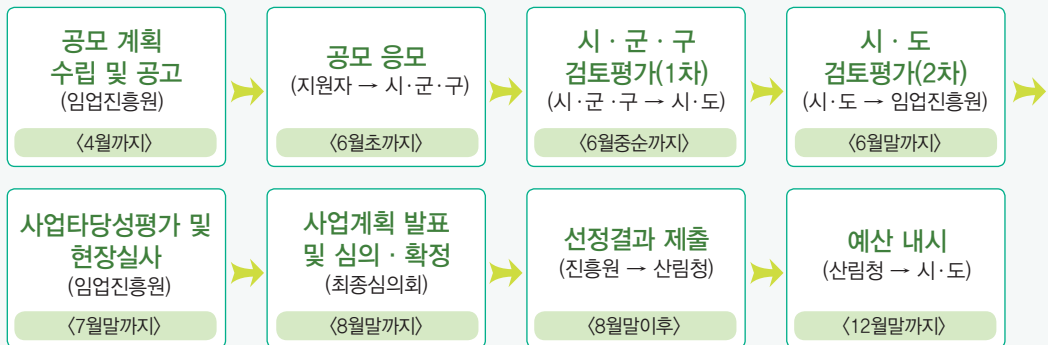 공모 계획
수립 및 공고
(임업진흥원)
〈4월까지〉
공모 응모
(지원자 → 시·군·구)
〈6월초까지〉
시·군·구
검토평가(1차)
(시·군·구 → 시·도)
〈6월중순까지〉
시·도
검토평가(2차)
(시·도 → 임업진흥원)
〈6월말까지〉
사업타당성평가 및
현장실사
(임업진흥원)
〈7월말까지〉
사업계획 발표
및 심의·확정
(최종심의회)
〈8월말까지〉
선정결과 제출
(진흥원 → 산림청)
〈8월말이후〉
예산 내시
(산림청 → 시·도)
〈12월말까지〉